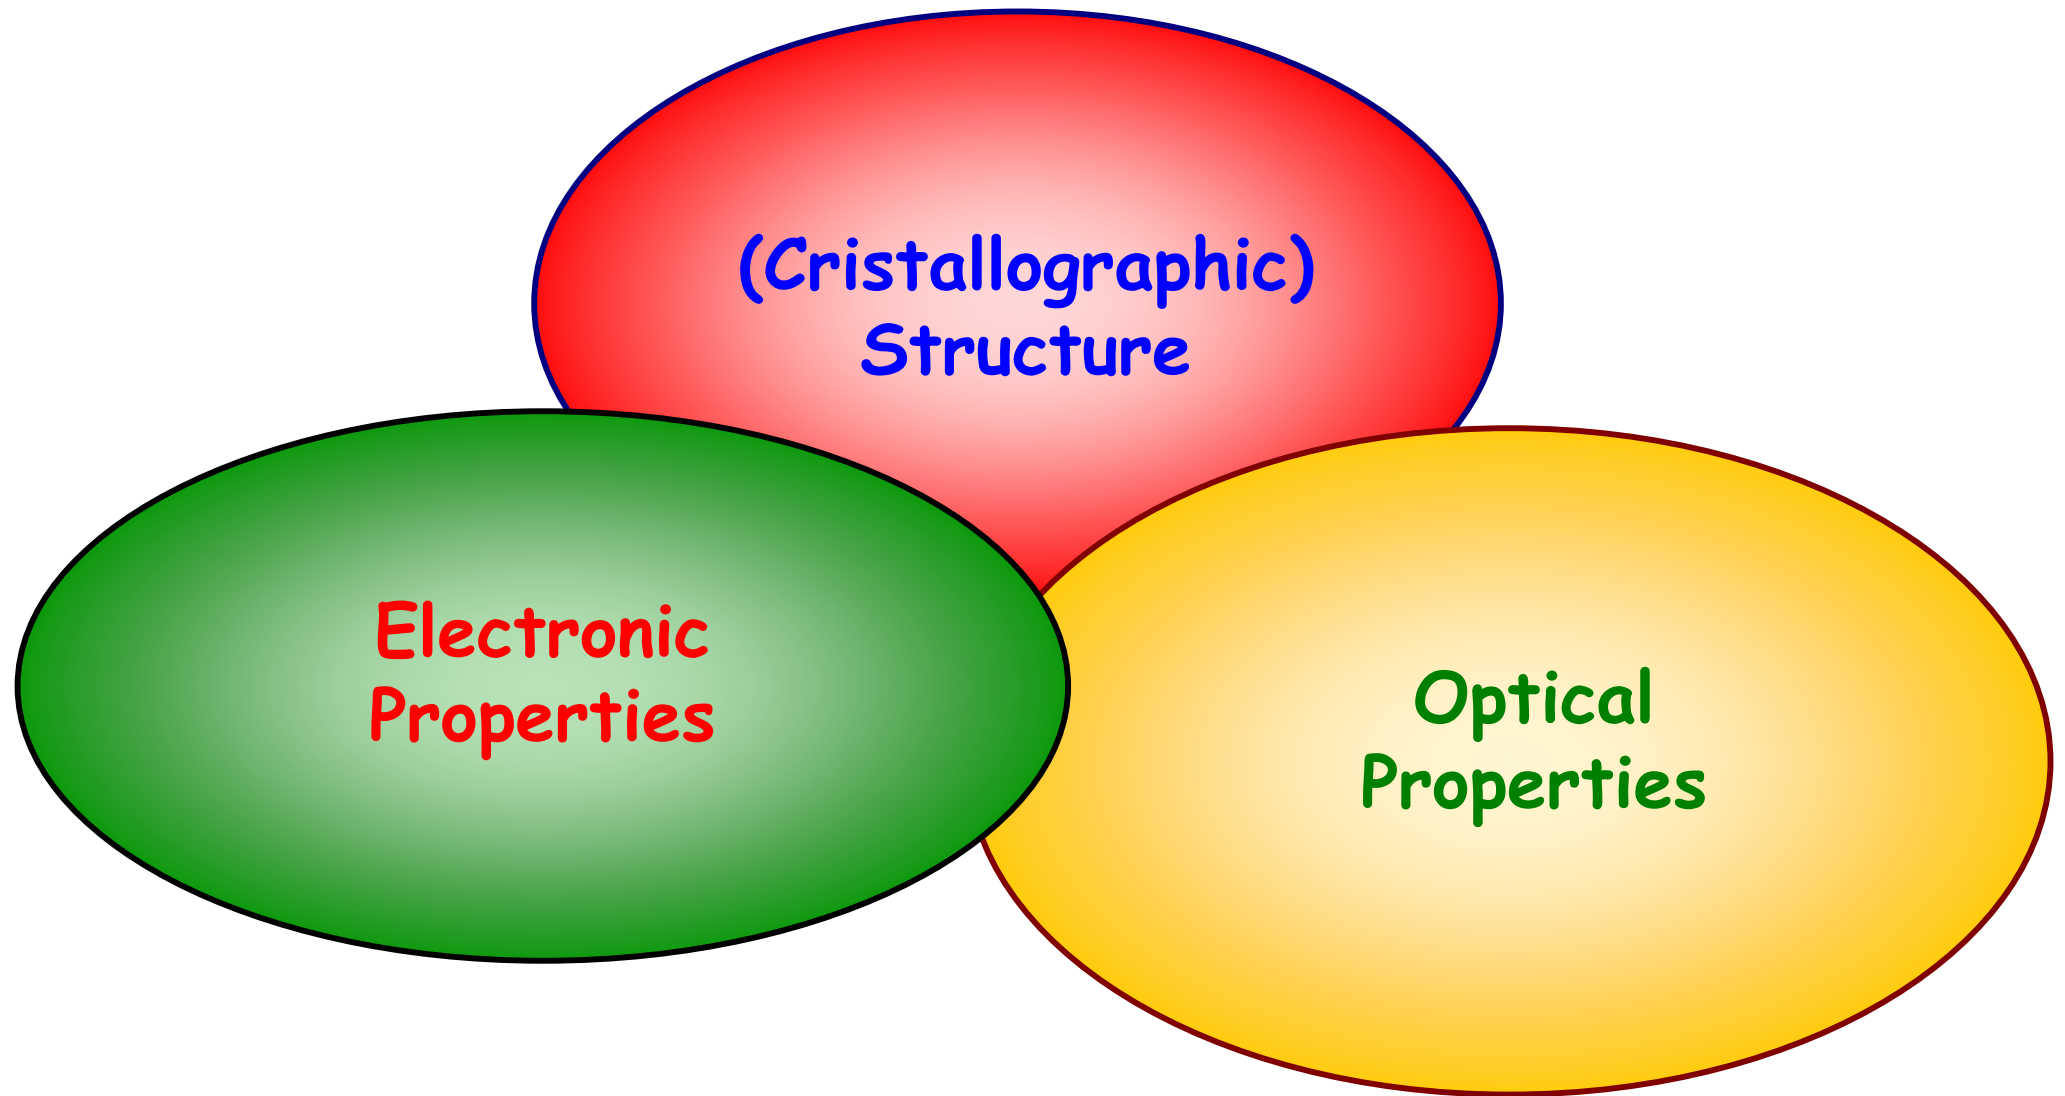 (Cristallographic)
Structure
Electronic
Properties
Optical
Properties